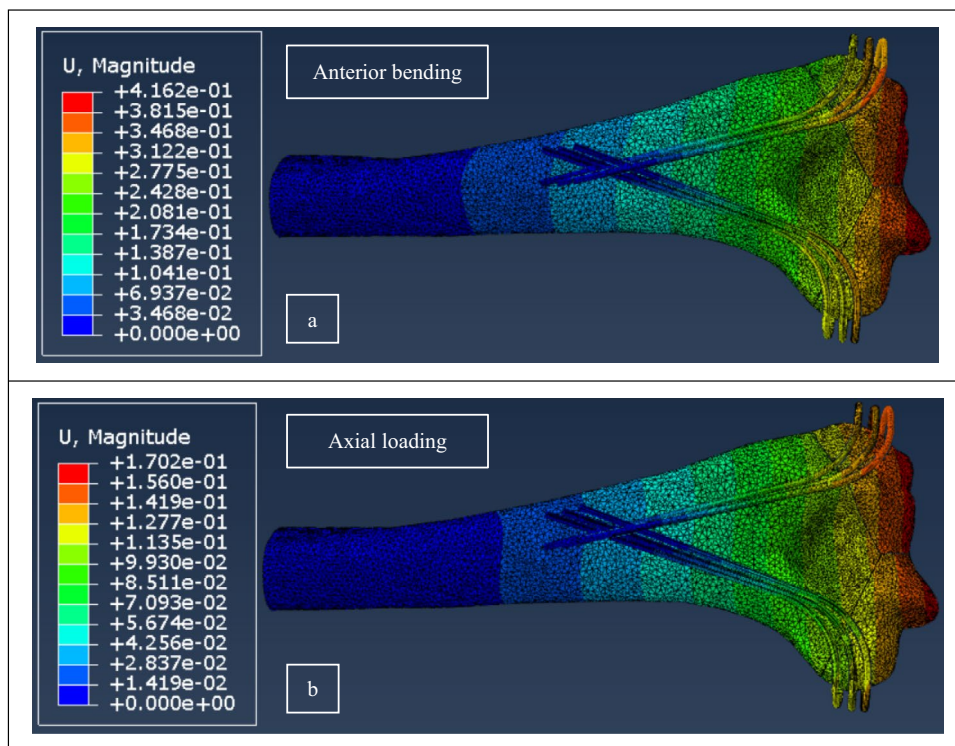 U, Magnitude
+4.162e-01
+3.815e-01
+3.468e-01
+3.122e-01
+2.775e-01
+2.428e-01
+2.081e-01
+1.734e-01
+1.387e-01
+1.041e-01
+6.937e-02
+3.468e-02
+0.000e+00
Anterior bending
a
U, Magnitude
+1.702e-01
+1.560e-01
+1.419e-01
+1.277e-01
+1.135e-01
+9.930e-02
+8.511e-02
+7.093e-02
+5.674e-02
+4.256e-02
+2.837e-02
+1.419e-02
+0.000e+00
Axial loading
b